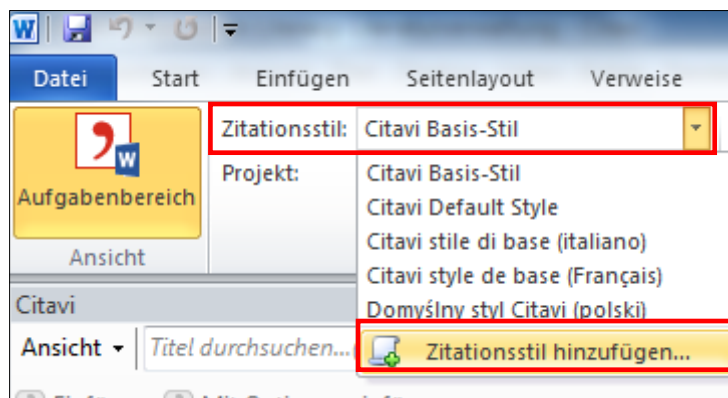 W
Datei Start Einfügen Seitenlayout Verweise
Zitationsstil: Citavi Basis-Stil
W
Projekt: Citavi Basis-Stil
Aufgabenbereich
Citavi Default Style
Citavi stile di base (italiano)
Ansicht
Citavi style de base (Français)
Citavi
Domyślny styl Citavi (polski)
Ansicht Titel durchsuchen...
Zitationsstil hinzufügen...